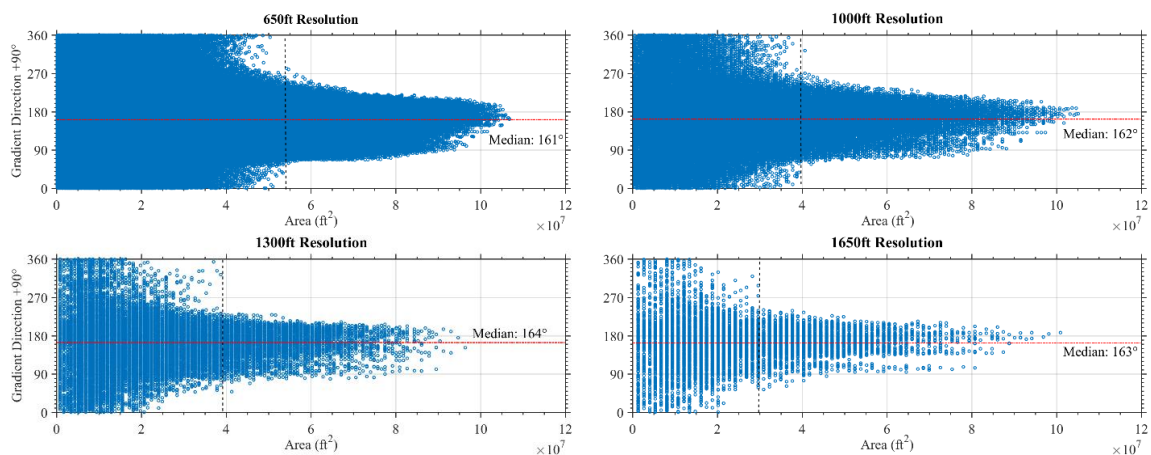 650ft Resolution
360
270
180
90
0
Gradient Direction +90°
Median: 161°
0 2 4 6 8 10 12
Area (ft²)
×10⁷
1000ft Resolution
360
270
180
90
0
Median: 162°
0 2 4 6 8 10 12
Area (ft²)
×10⁷
1300ft Resolution
360
270
180
90
0
Gradient Direction +90°
Median: 164°
0 2 4 6 8 10 12
Area (ft²)
×10⁷
1650ft Resolution
360
270
180
90
0
Median: 163°
0 2 4 6 8 10 12
Area (ft²)
×10⁷